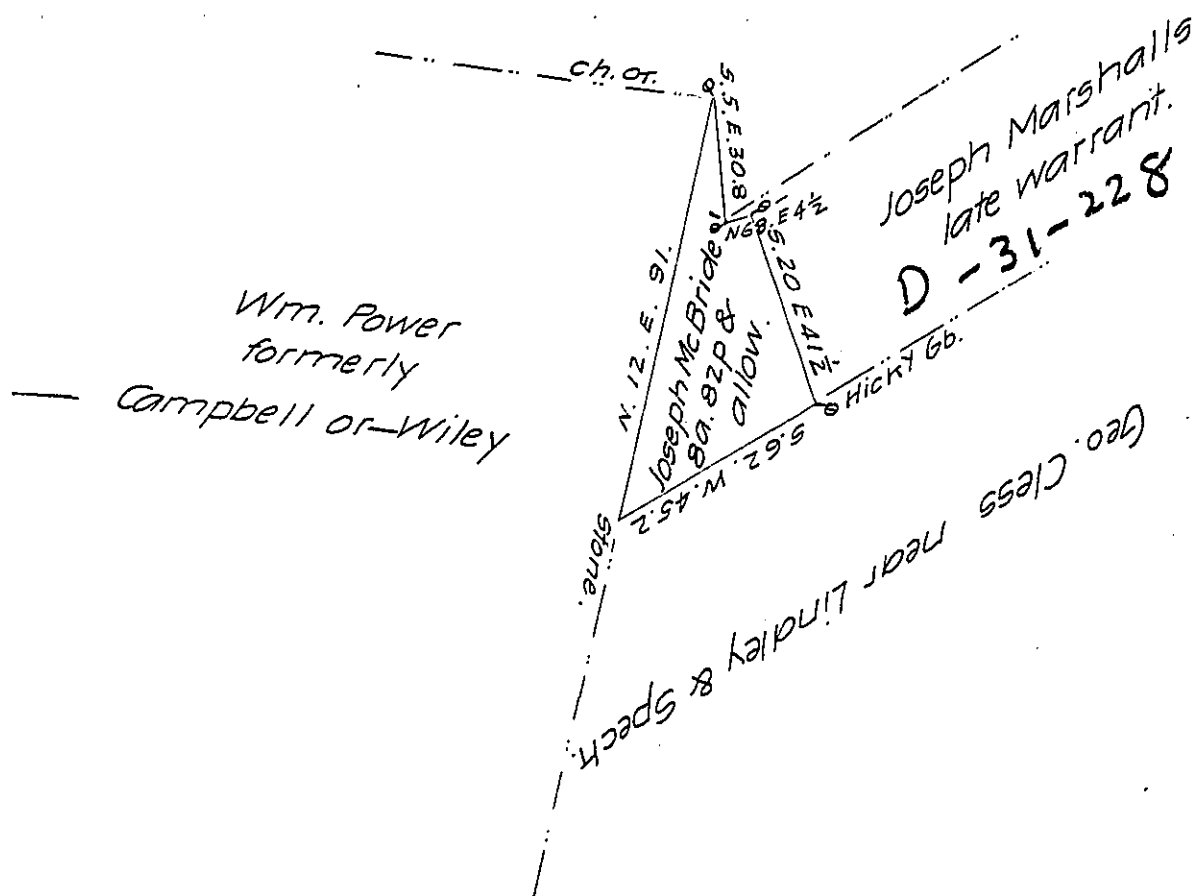 ch. or.
S. 5. E. 30.8
Joseph Marshalls
late warrant.
D-31-228
N 68. E 4½
S. 20 E 41½
Hicky Gb.
Wm. Power
formerly
Campbell or Wiley
N. 12. E. 91.
Joseph McBride
8a. 82p &
allow.
S. 62. W. 45.2
Stone.
Geo. Cless near Lindley & Spech.